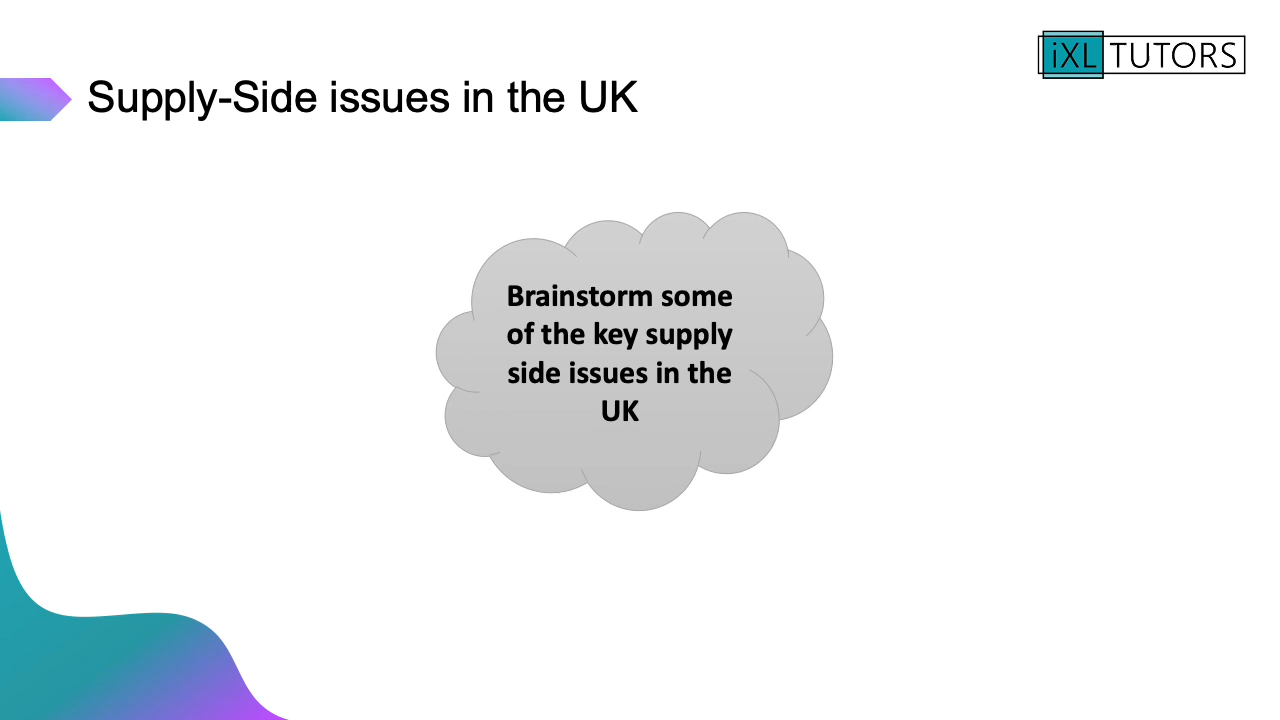 iXL TUTORS
Supply-Side issues in the UK
Brainstorm some
of the key supply
side issues in the
UK